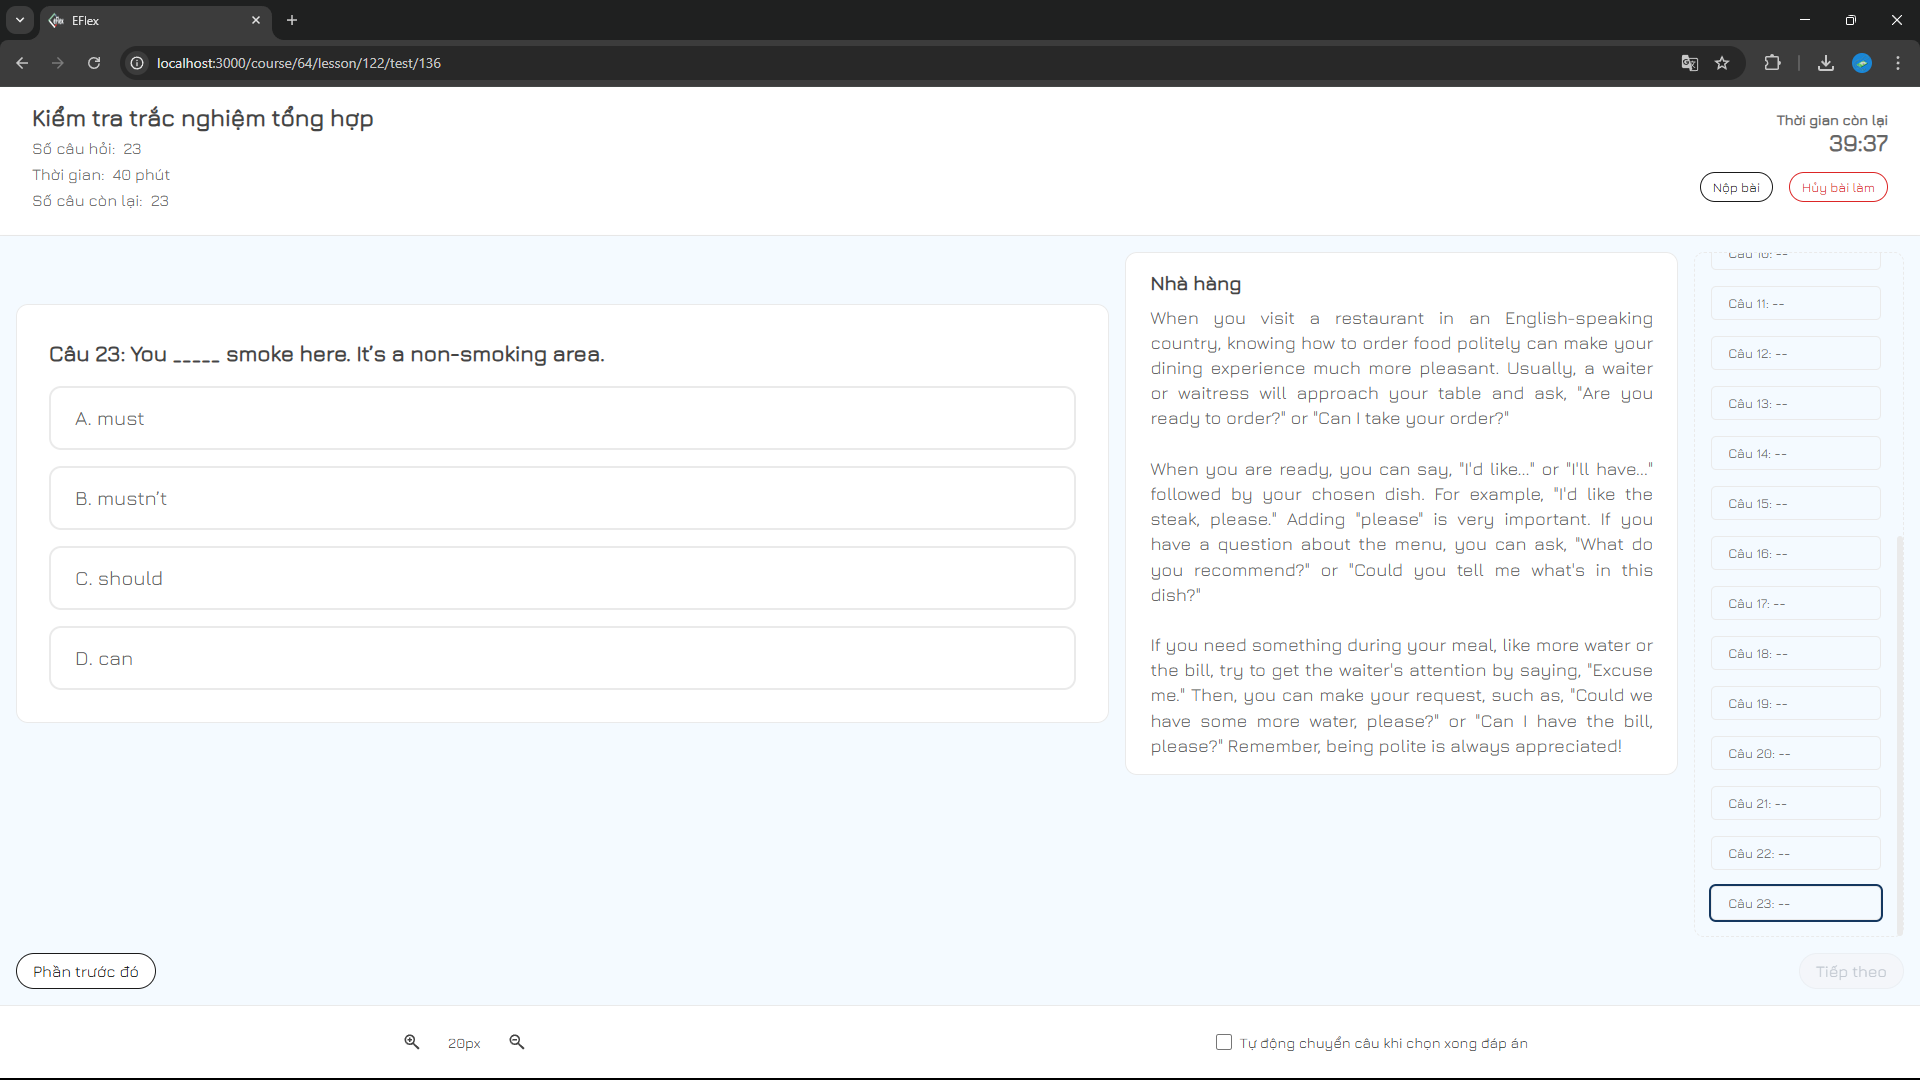 EFlex
localhost:3000/course/64/lesson/122/test/136
Kiểm tra trắc nghiệm tổng hợp
Số câu hỏi: 23
Thời gian: 40 phút
Số câu còn lại: 23
Thời gian còn lại
39:37
Nộp bài
Hủy bài làm
Câu 23: You _____ smoke here. It’s a non-smoking area.
A. must
B. mustn’t
C. should
D. can
Nhà hàng
When you visit a restaurant in an English-speaking
country, knowing how to order food politely can make your
dining experience much more pleasant. Usually, a waiter
or waitress will approach your table and ask, "Are you
ready to order?" or "Can I take your order?"
When you are ready, you can say, "I'd like..." or "I'll have..."
followed by your chosen dish. For example, "I'd like the
steak, please." Adding "please" is very important. If you
have a question about the menu, you can ask, "What do
you recommend?" or "Could you tell me what's in this
dish?"
If you need something during your meal, like more water or
the bill, try to get the waiter's attention by saying, "Excuse
me." Then, you can make your request, such as, "Could we
have some more water, please?" or "Can I have the bill,
please?" Remember, being polite is always appreciated!
Câu 10: --
Câu 11: --
Câu 12: --
Câu 13: --
Câu 14: --
Câu 15: --
Câu 16: --
Câu 17: --
Câu 18: --
Câu 19: --
Câu 20: --
Câu 21: --
Câu 22: --
Câu 23: --
Phần trước đó
Tiếp theo
20px
Tự động chuyển câu khi chọn xong đáp án